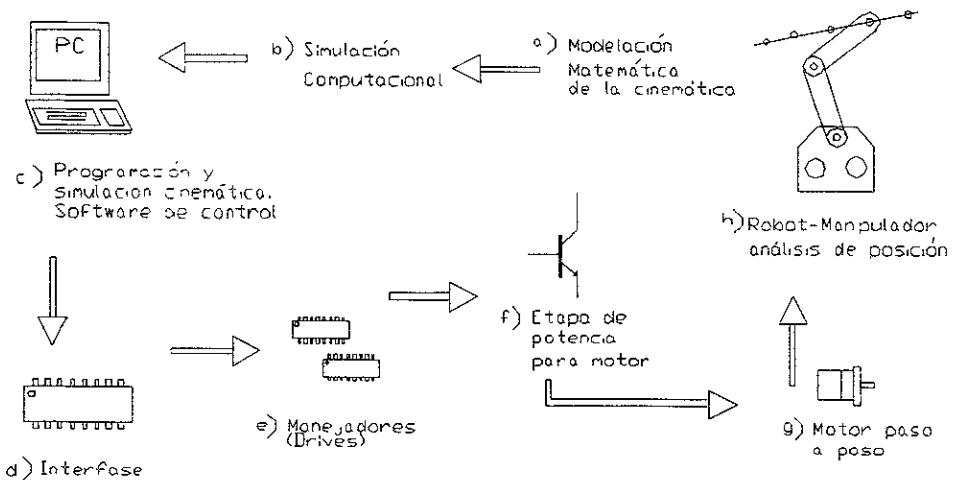 PC
b) Simulación
Computacional
a) Modelación
Matemática
de la cinemática
c) Programación y
simulacion cinemática.
Software de control
h) Robot-Manipulador
análisis de posición
f) Etapa de
potencia
para motor
e) Manejadores
(Drives)
g) Motor paso
a paso
d) Interfase